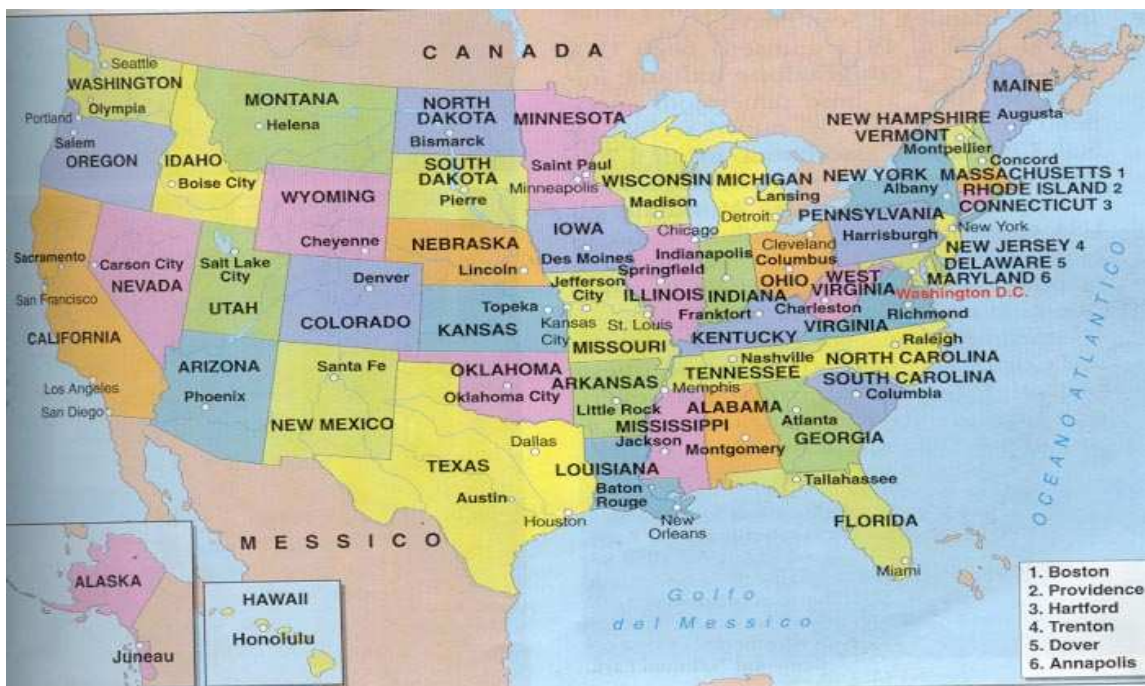 CANADA
Seattle
WASHINGTON
Olympia
Portland
Salem
OREGON
IDAHO
Boise City
MONTANA
Helena
NORTH
DAKOTA
Bismarck
SOUTH
DAKOTA
Pierre
MINNESOTA
Saint Paul
Minneapolis
WISCONSIN
Madison
MICHIGAN
Lansing
Detroit
WYOMING
Cheyenne
NEBRASKA
Lincoln
IOWA
Des Moines
Chicago
Springfield
ILLINOIS
Indianapolis
INDIANA
Cleveland
Columbus
OHIO
MAINE
Augusta
NEW HAMPSHIRE
VERMONT
Montpellier
Concord
NEW YORK
Albany
MASSACHUSETTS 1
RHODE ISLAND 2
CONNECTICUT 3
PENNSYLVANIA
Harrisburgh
New York
NEW JERSEY 4
DELAWARE 5
MARYLAND 6
Washington D.C.
WEST
VIRGINIA
Charleston
VIRGINIA
Richmond
Frankfort
KENTUCKY
Sacramento
San Francisco
CALIFORNIA
Los Angeles
San Diego
Carson City
NEVADA
Salt Lake
City
UTAH
Denver
COLORADO
Topeka
KANSAS
Kansas
City
Jefferson
City
St. Louis
MISSOURI
ARIZONA
Phoenix
Santa Fe
NEW MEXICO
OKLAHOMA
Oklahoma City
ARKANSAS
Little Rock
Nashville
TENNESSEE
Memphis
Raleigh
NORTH CAROLINA
SOUTH CAROLINA
Columbia
ALABAMA
Montgomery
Atlanta
GEORGIA
MISSISSIPPI
Jackson
Dallas
TEXAS
Austin
Houston
LOUISIANA
Baton
Rouge
New
Orleans
Tallahassee
FLORIDA
Miami
MESSICO
Golfo
del Messico
OCEANO ATLANTICO
ALASKA
Juneau
HAWAII
Honolulu
1. Boston
2. Providence
3. Hartford
4. Trenton
5. Dover
6. Annapolis